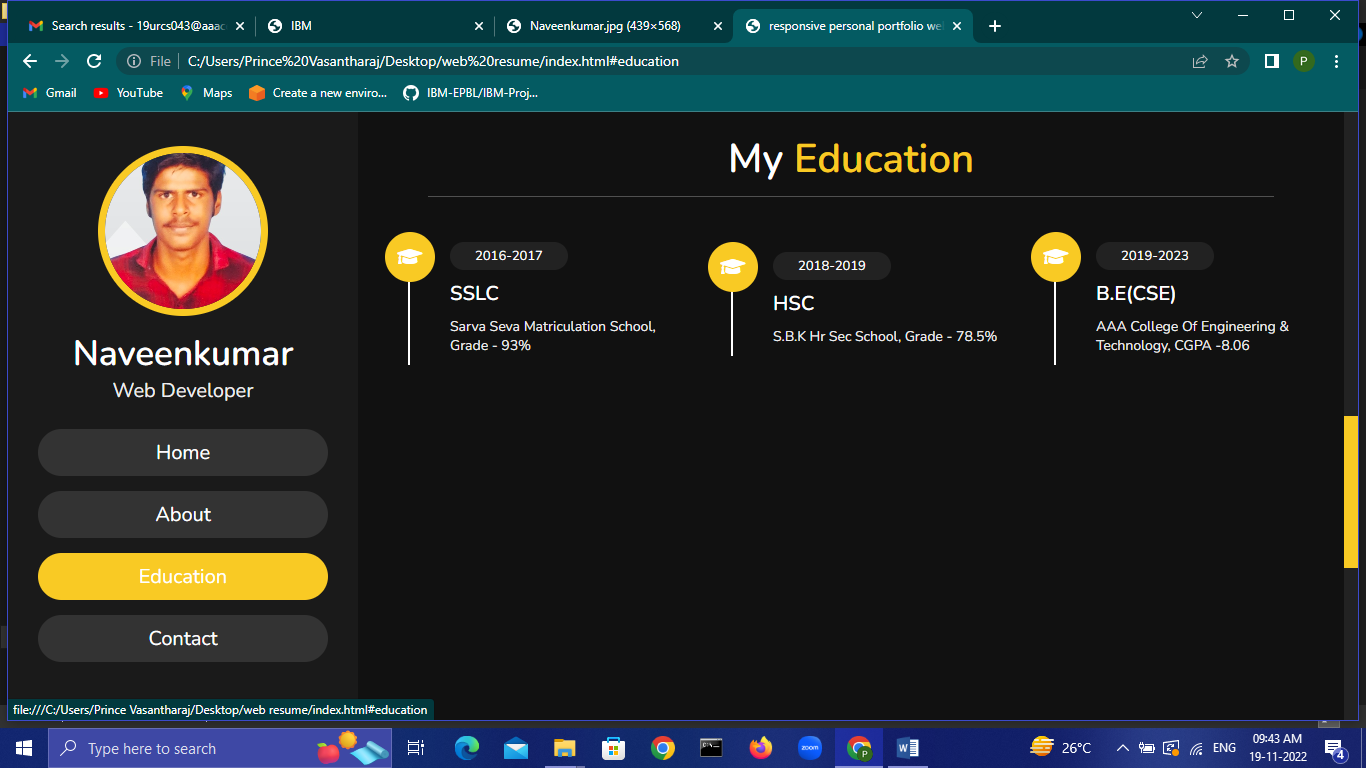 Search results - 19urcs043@aaac
IBM
Naveenkumar.jpg (439×568)
responsive personal portfolio we
File
C:/Users/Prince%20Vasantharaj/Desktop/web%20resume/index.html#education
P
Gmail
YouTube
Maps
Create a new enviro...
IBM-EPBL/IBM-Proj...
My Education
2016-2017
SSLC
Sarva Seva Matriculation School,
Grade - 93%
2018-2019
HSC
S.B.K Hr Sec School, Grade - 78.5%
2019-2023
B.E(CSE)
AAA College Of Engineering &
Technology, CGPA -8.06
Naveenkumar
Web Developer
Home
About
Education
Contact
file:///C:/Users/Prince Vasantharaj/Desktop/web resume/index.html#education
Type here to search
zoom
P
26°C
ENG
09:43 AM
19-11-2022
4